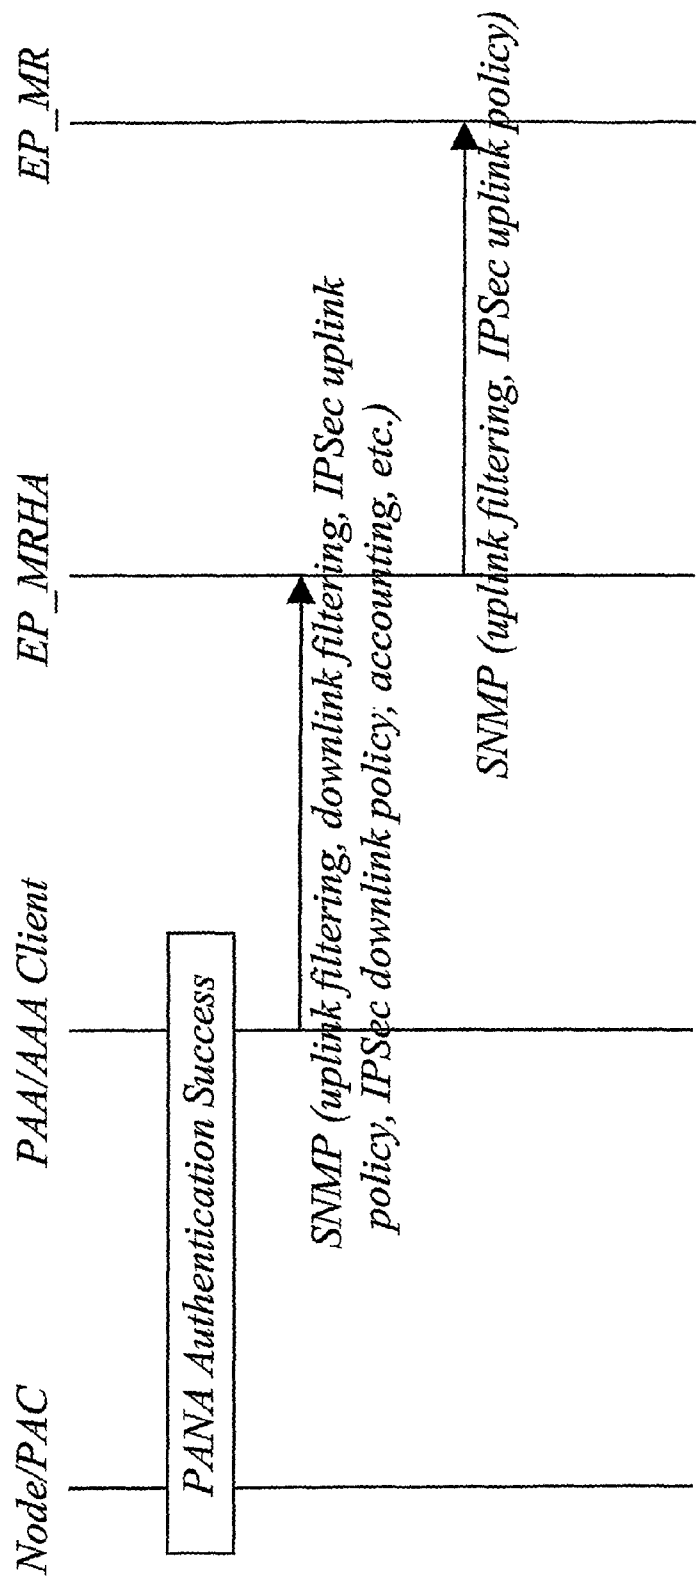 Node/PAC
PAA/AAA Client
EP_MRHA
EP_MR
PANA Authentication Success
SNMP (uplink filtering, downlink filtering, IPSec uplink
policy, IPSec downlink policy, accounting, etc.)
SNMP (uplink filtering, IPSec uplink policy)